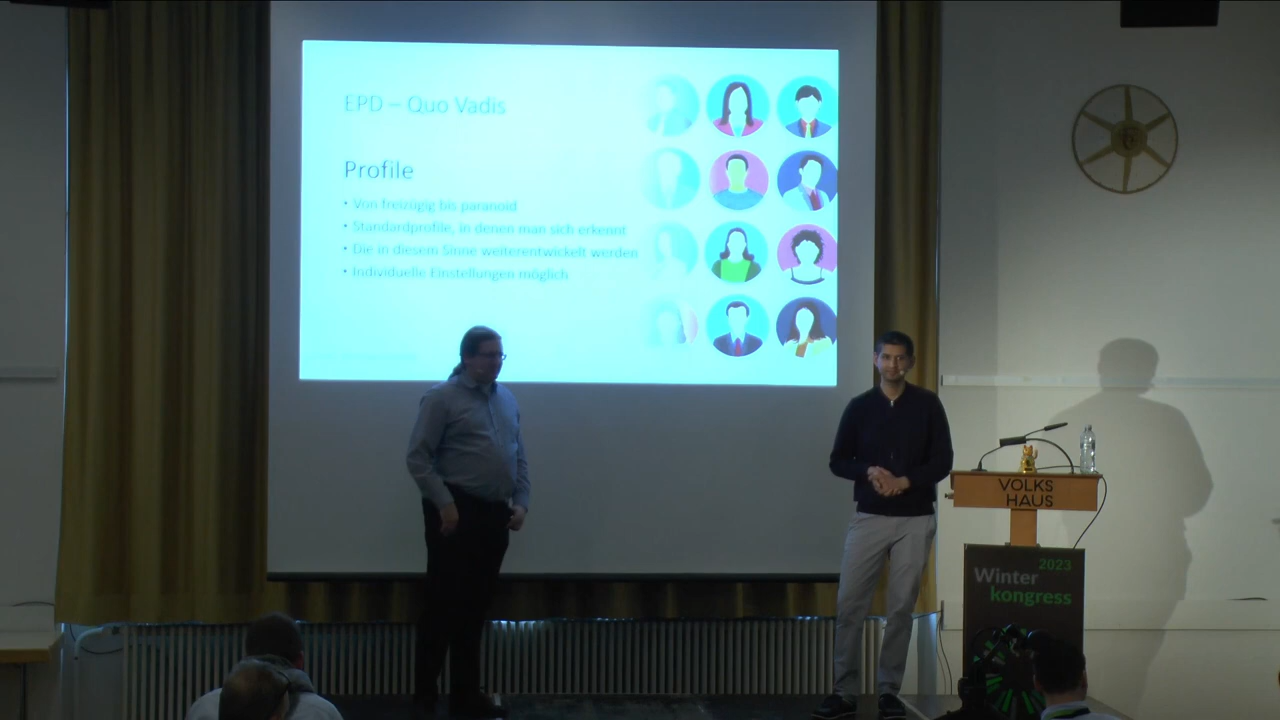 EPD – Quo Vadis
Profile
• Von freizügig bis paranoid
• Standardprofile, in denen man sich erkennt
• Die in diesem Sinne weiterentwickelt werden
• Individuelle Einstellungen möglich
VOLKS
HAUS
2023
Winter
kongress